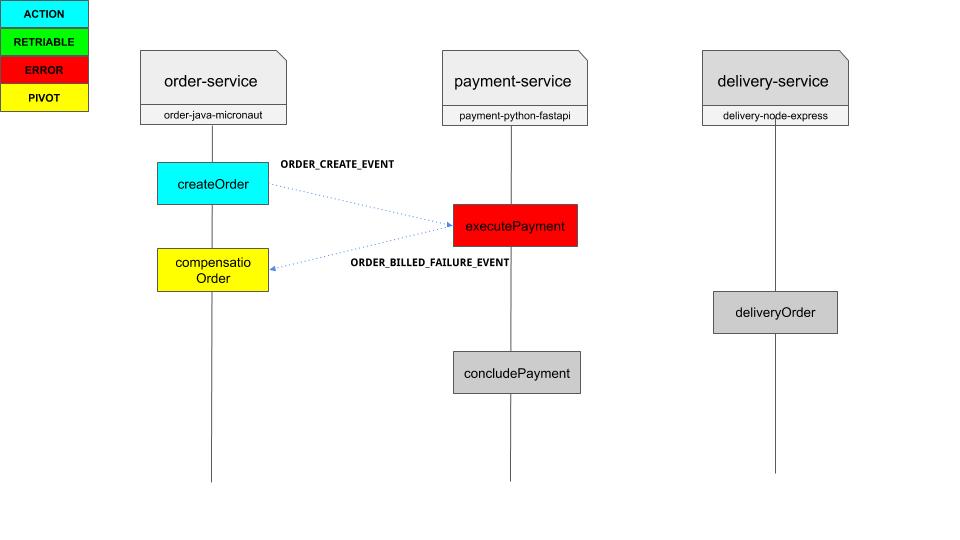 ACTION
RETRIABLE
ERROR
PIVOT
order-service
order-java-micronaut
payment-service
payment-python-fastapi
delivery-service
delivery-node-express
ORDER_CREATE_EVENT
createOrder
executePayment
compensatio
Order
ORDER_BILLED_FAILURE_EVENT
deliveryOrder
concludePayment